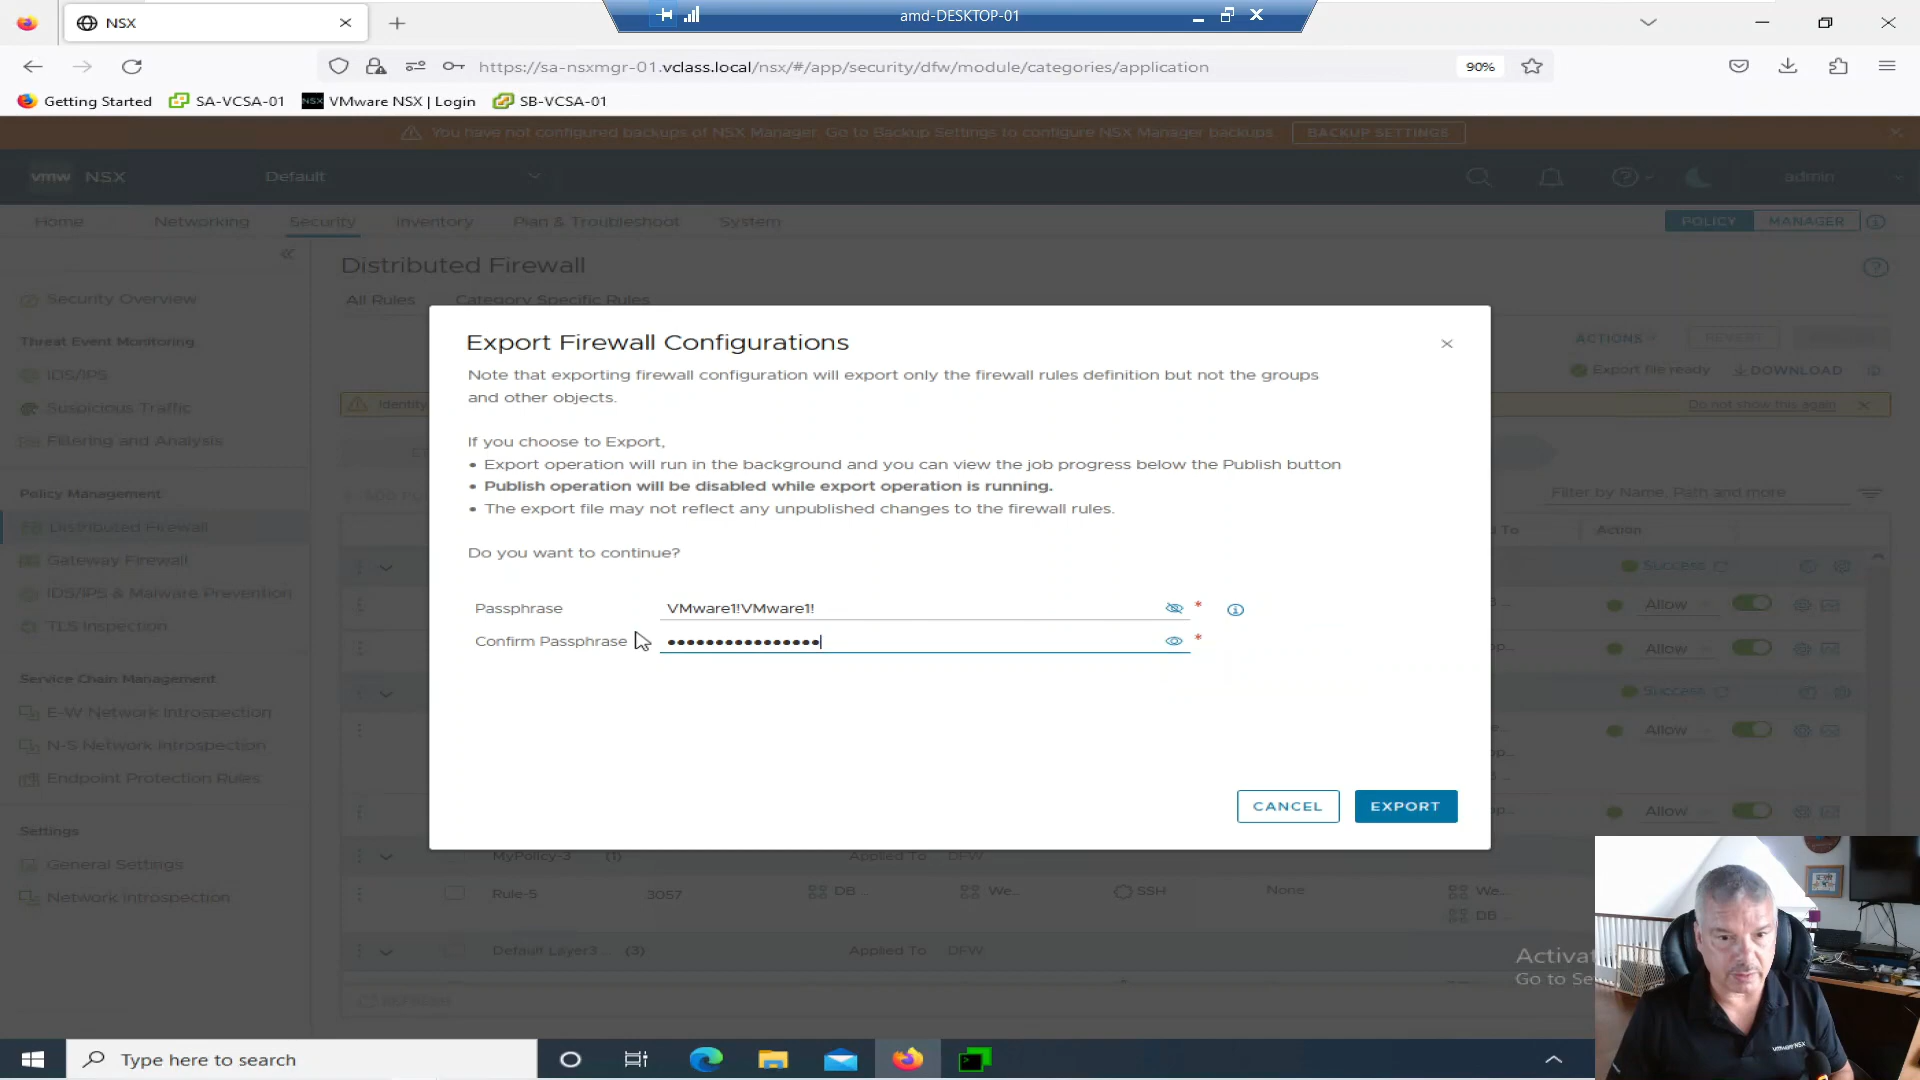 NSX
amd-DESKTOP-01
https://sa-nsxmgr-01.vclass.local/nsx/#/app/security/dfw/module/categories/application
90%
Getting Started
SA-VCSA-01
NSX
VMware NSX | Login
SB-VCSA-01
You have not configured backups of NSX Manager. Go to Backup Settings to configure NSX Manager backups.
BACKUP SETTINGS
vmw NSX
Default
admin
Home
Networking
Security
Inventory
Plan & Troubleshoot
System
POLICY
MANAGER
Distributed Firewall
All Rules
Category Specific Rules
Security Overview
Threat Event Monitoring
IDS/IPS
Suspicious Traffic
Filtering and Analysis
Policy Management
Distributed Firewall
Gateway Firewall
IDS/IPS & Malware Prevention
TLS Inspection
Service Chain Management
E-W Network Introspection
N-S Network Introspection
Endpoint Protection Rules
Settings
General Settings
Network Introspection
ACTIONS
REVERT
Export file ready
DOWNLOAD
Identity
Do not show this again
Filter by Name, Path and more
To
Action
Success
Allow
Allow
Success
Allow
Allow
Export Firewall Configurations
Note that exporting firewall configuration will export only the firewall rules definition but not the groups
and other objects.
If you choose to Export,
• Export operation will run in the background and you can view the job progress below the Publish button
• Publish operation will be disabled while export operation is running.
• The export file may not reflect any unpublished changes to the firewall rules.
Do you want to continue?
Passphrase
VMware1!VMware1!
*
Confirm Passphrase
••••••••••••••••
*
CANCEL
EXPORT
MyPolicy-3 (1)
Applied To DFW
Rule-5
3057
DB ..
We...
SSH
None
We...
DB ..
Default Layer3... (3)
Applied To DFW
Activat
Go to Se
vmware NSX
Type here to search